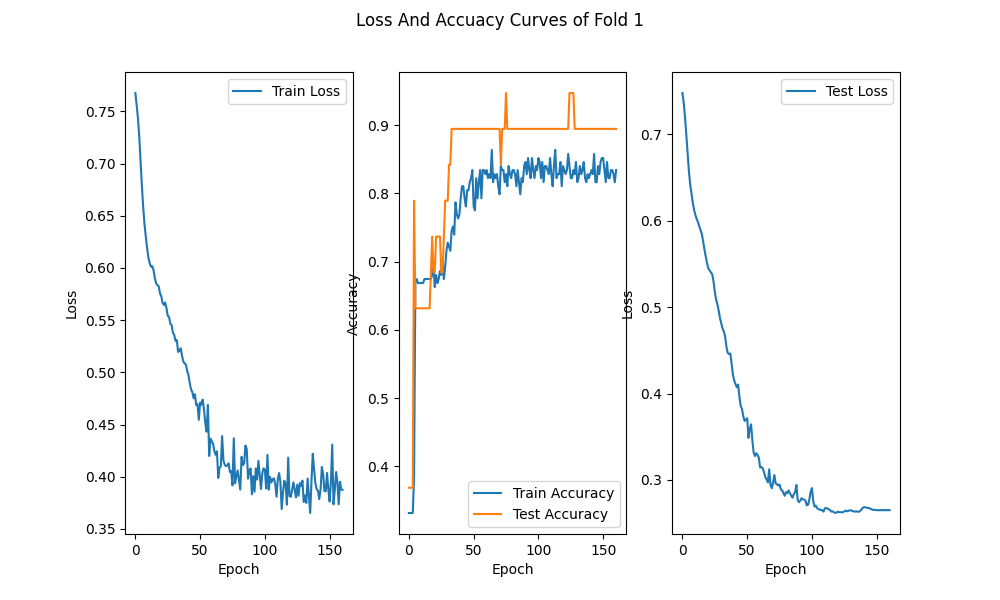 Loss And Accuacy Curves of Fold 1
Train Loss
0.75
0.70
0.65
0.60
0.55
0.50
0.45
0.40
0.35
Loss
0 50 100 150
Epoch
0.9
0.8
0.7
0.6
0.5
0.4
Accuracy
Train Accuracy
Test Accuracy
0 50 100 150
Epoch
Test Loss
0.7
0.6
0.5
0.4
0.3
Loss
0 50 100 150
Epoch